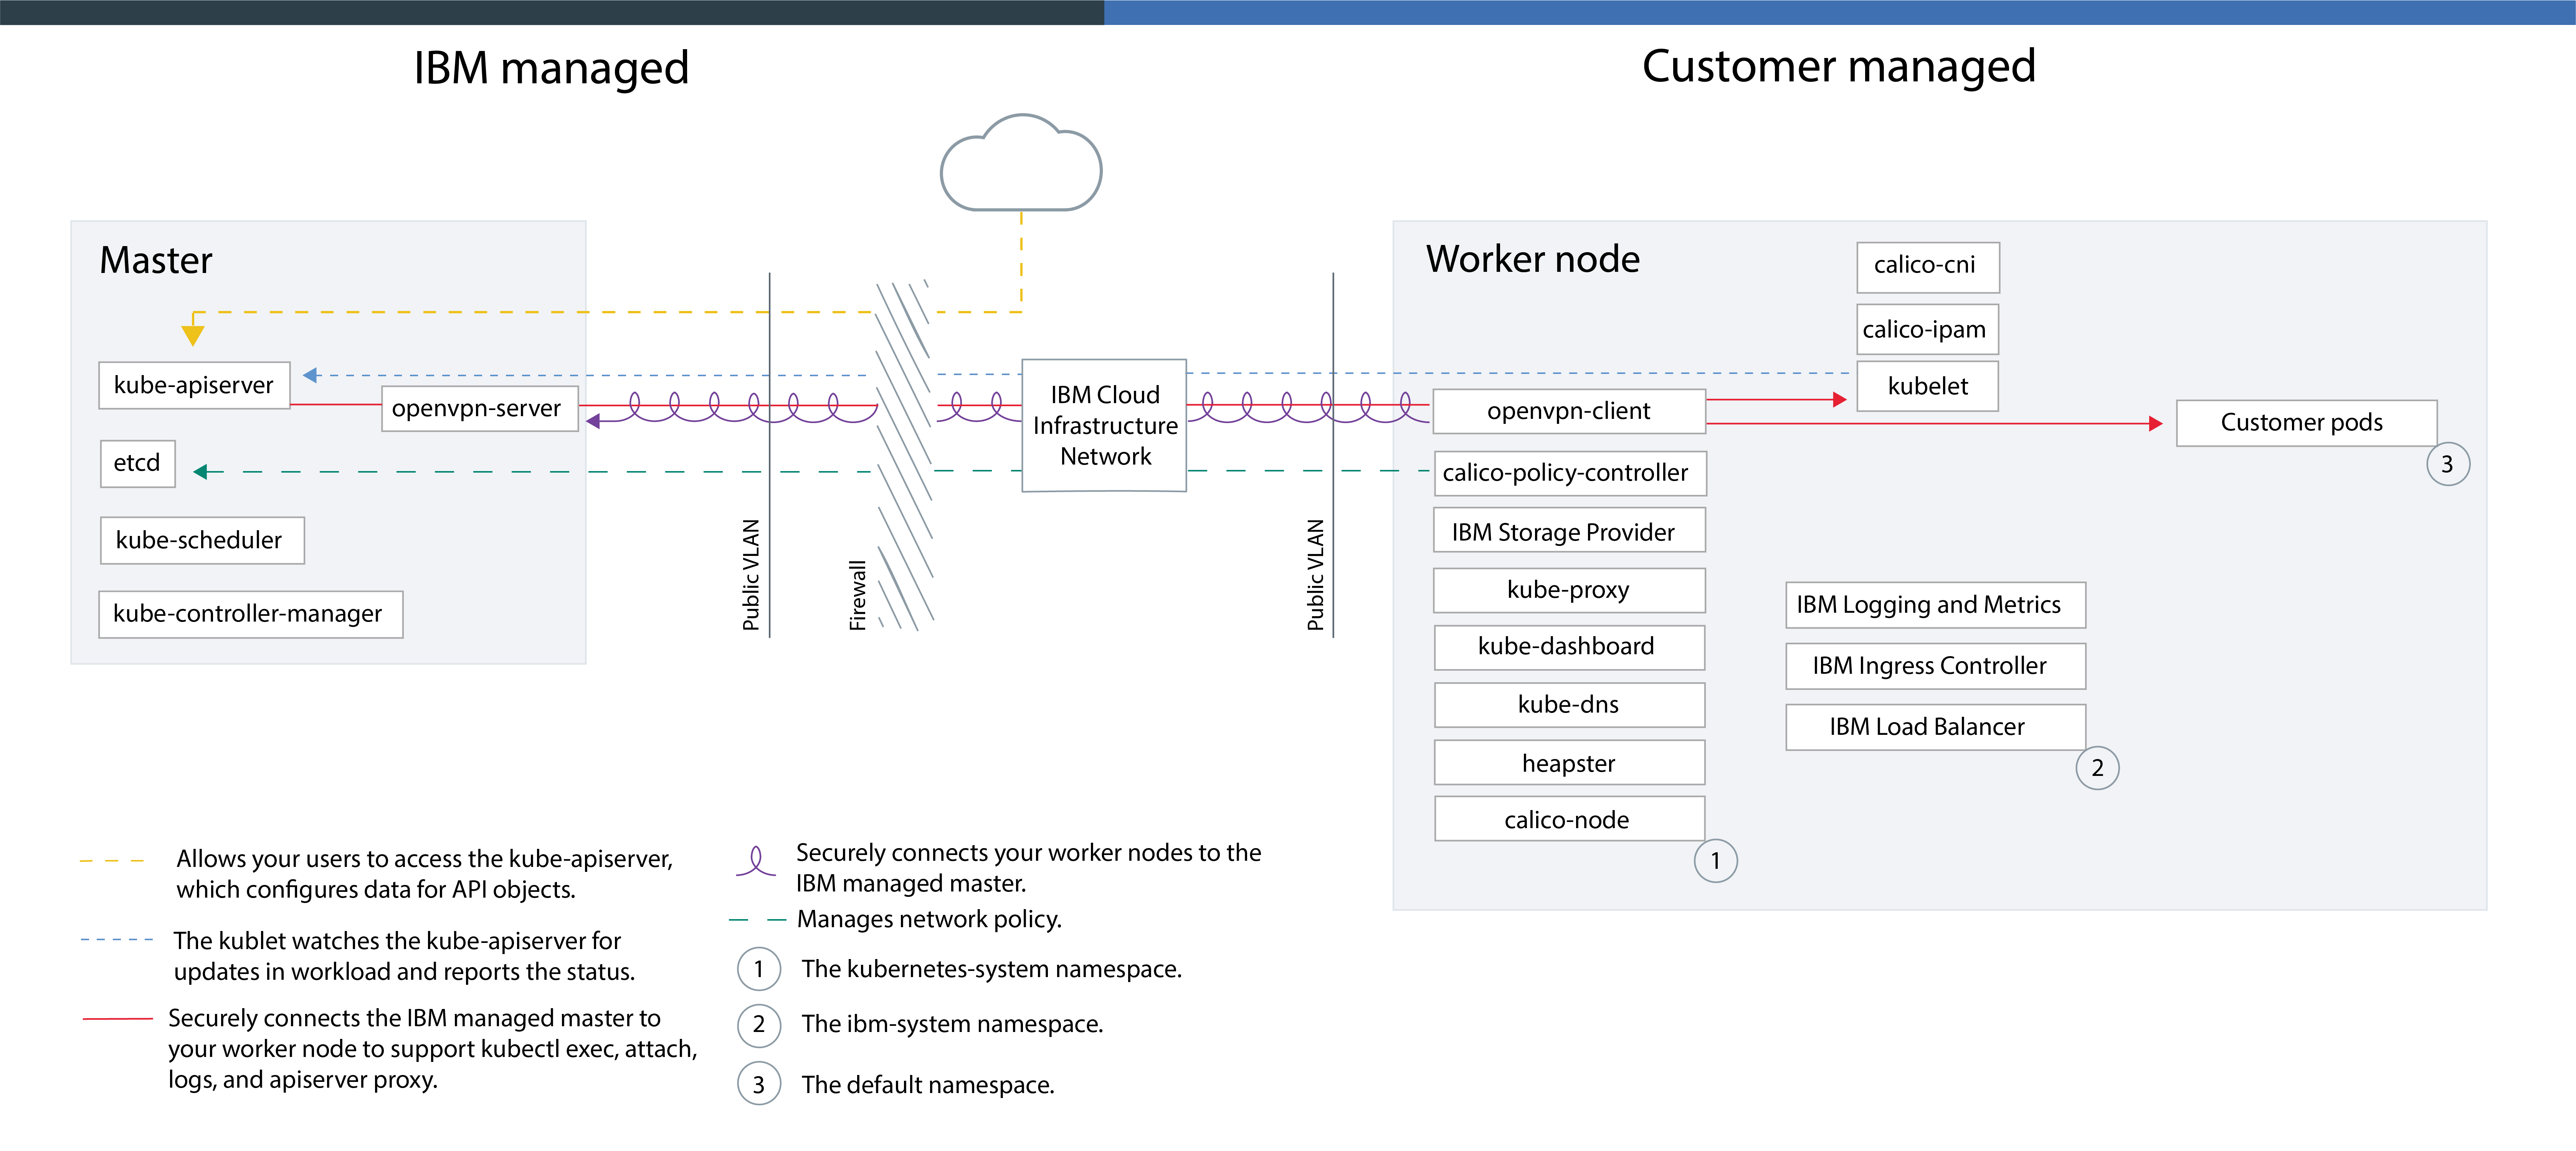 IBM managed
Customer managed
Master
kube-apiserver
openvpn-server
etcd
kube-scheduler
kube-controller-manager
Public VLAN
Firewall
IBM Cloud
Infrastructure
Network
Public VLAN
Worker node
calico-cni
calico-ipam
kubelet
openvpn-client
Customer pods
3
calico-policy-controller
IBM Storage Provider
kube-proxy
kube-dashboard
kube-dns
heapster
calico-node
1
IBM Logging and Metrics
IBM Ingress Controller
IBM Load Balancer
2
Allows your users to access the kube-apiserver,
which configures data for API objects.
The kublet watches the kube-apiserver for
updates in workload and reports the status.
Securely connects the IBM managed master to
your worker node to support kubectl exec, attach,
logs, and apiserver proxy.
Securely connects your worker nodes to the
IBM managed master.
Manages network policy.
1 The kubernetes-system namespace.
2 The ibm-system namespace.
3 The default namespace.